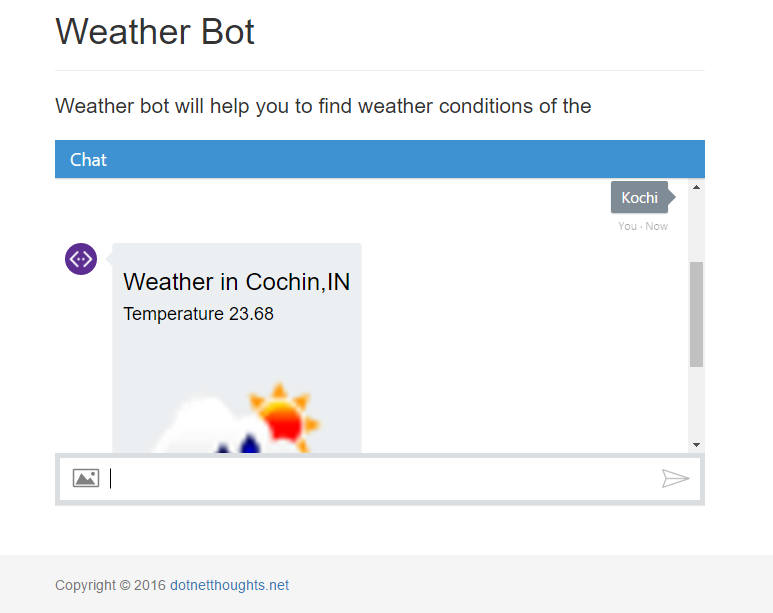 Weather Bot
Weather bot will help you to find weather conditions of the
Chat
Kochi
You · Now
Weather in Cochin,IN
Temperature 23.68
Copyright © 2016 dotnetthoughts.net